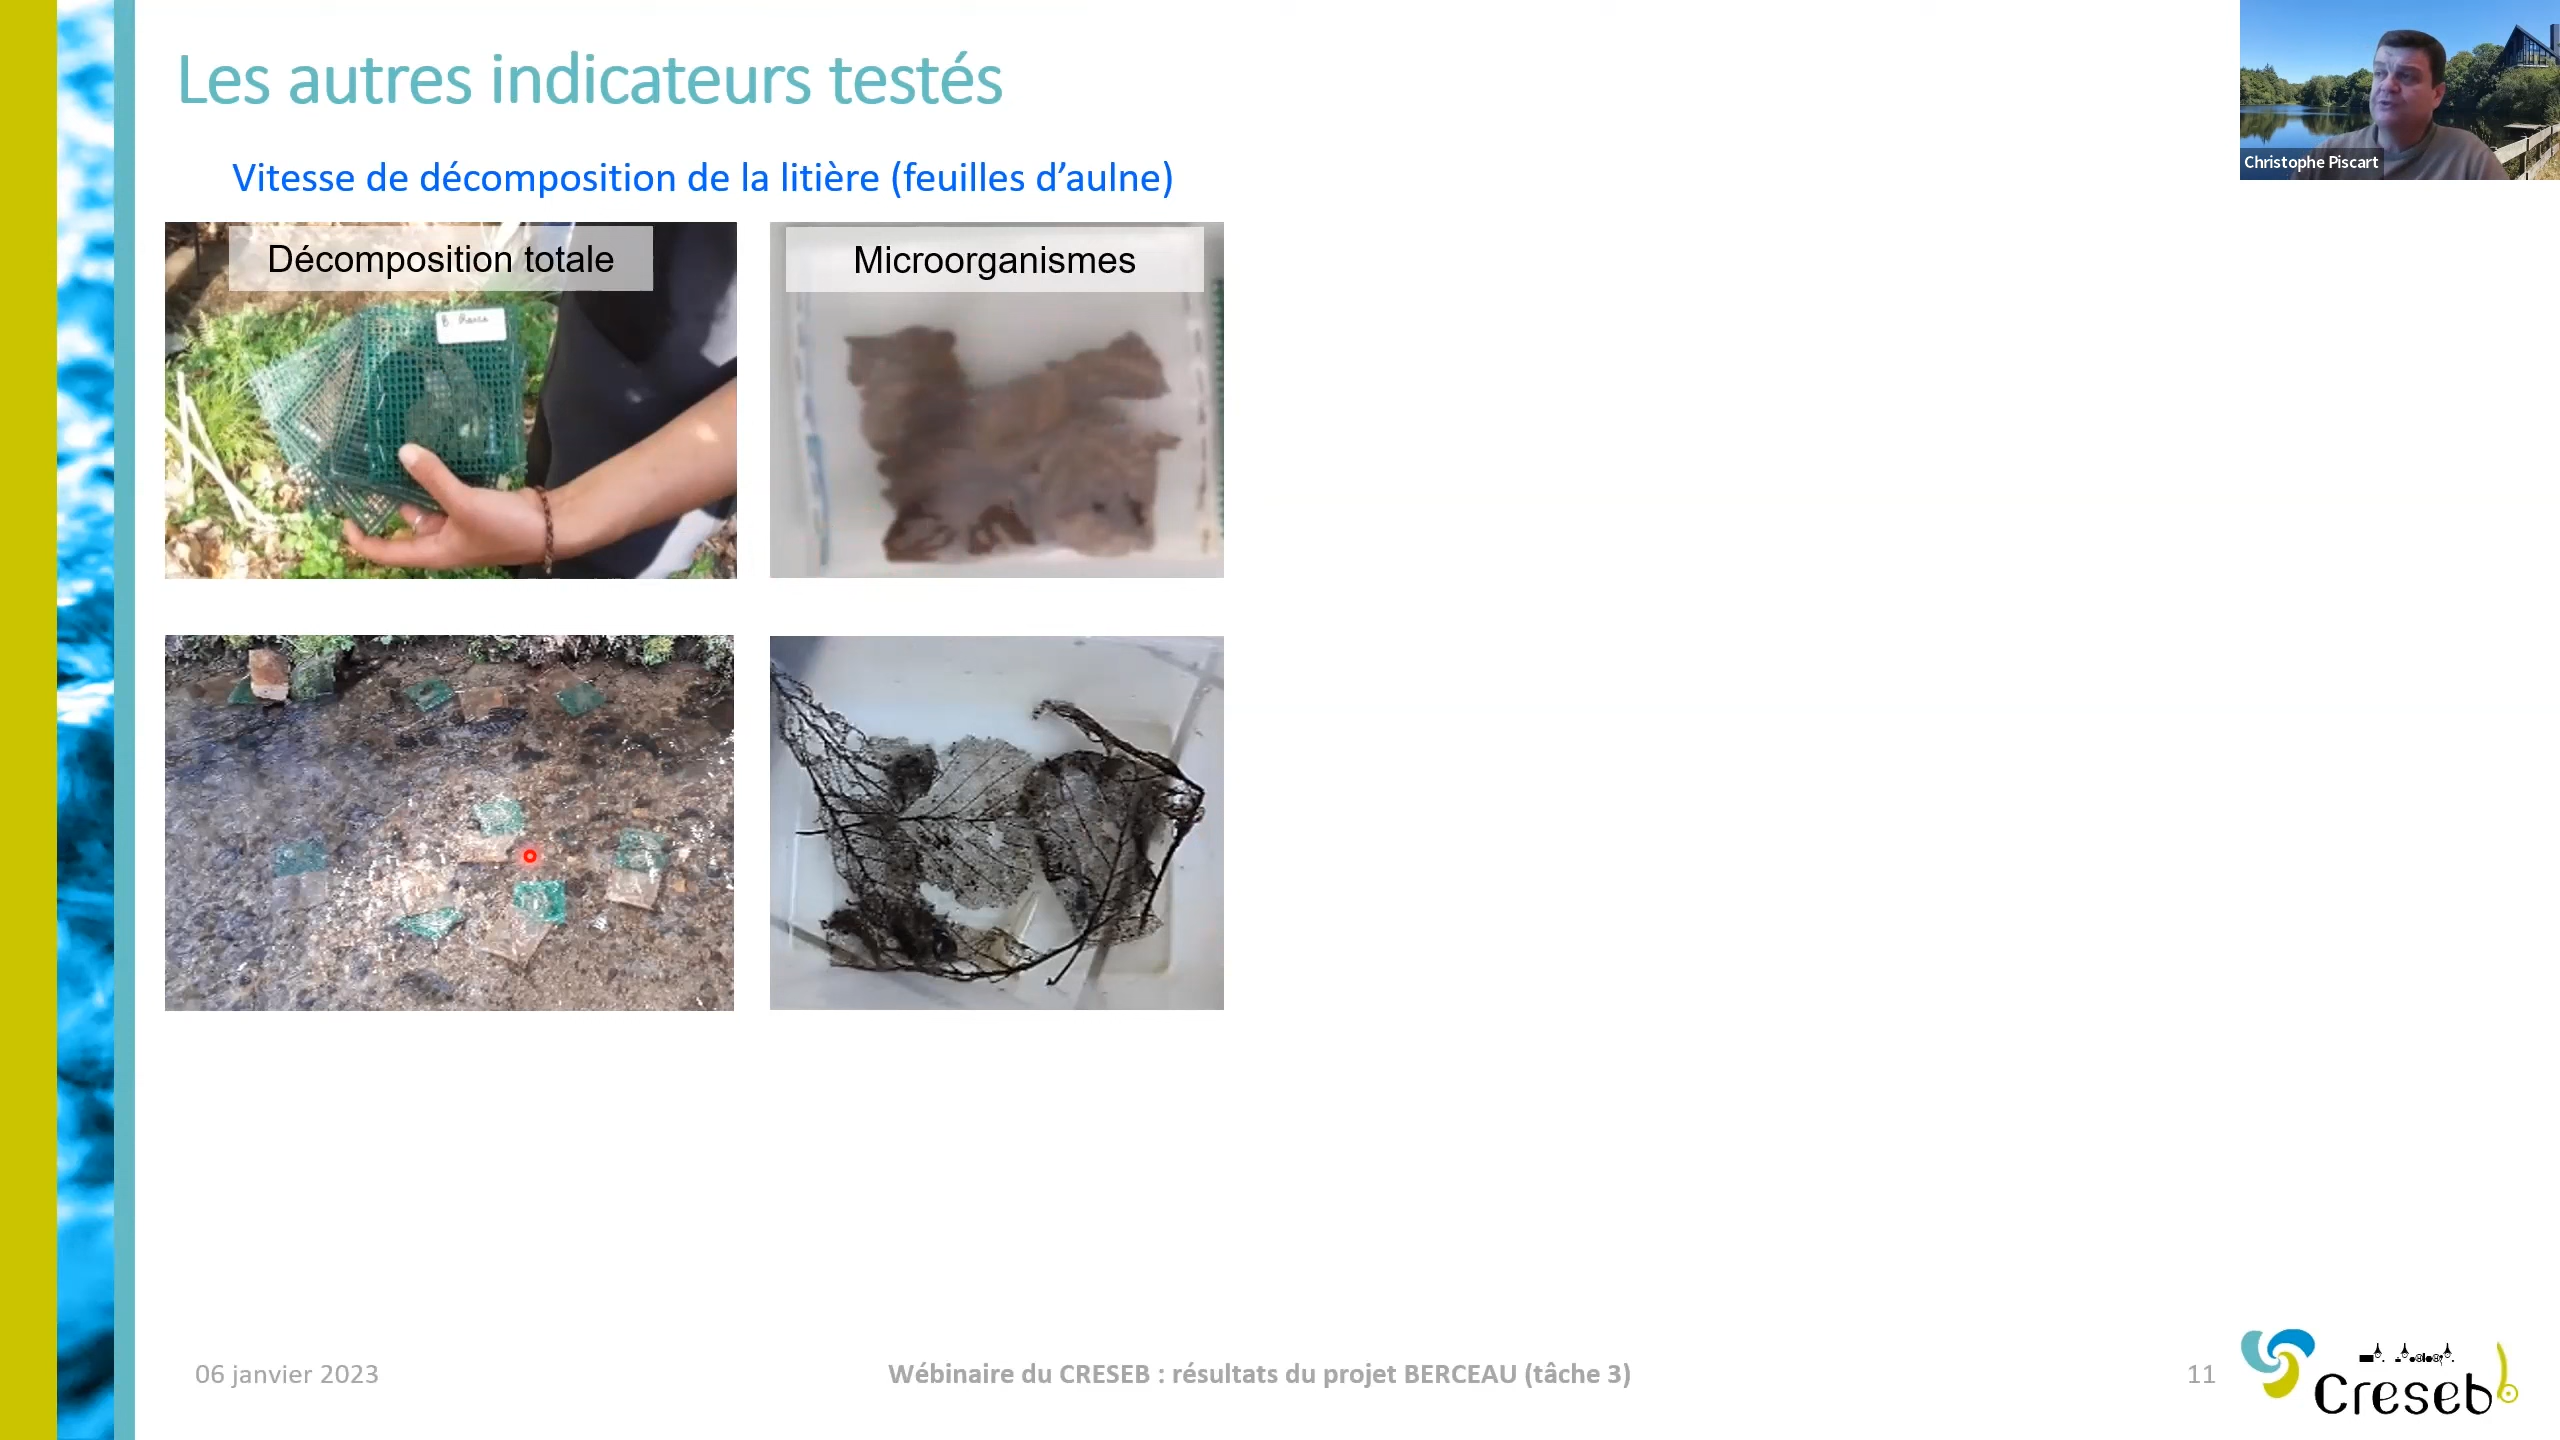 Les autres indicateurs testés
Christophe Piscart
Vitesse de décomposition de la litière (feuilles d’aulne)
Décomposition totale
Microorganismes
06 janvier 2023
Wébinaire du CRESEB : résultats du projet BERCEAU (tâche 3)
11
Creseb